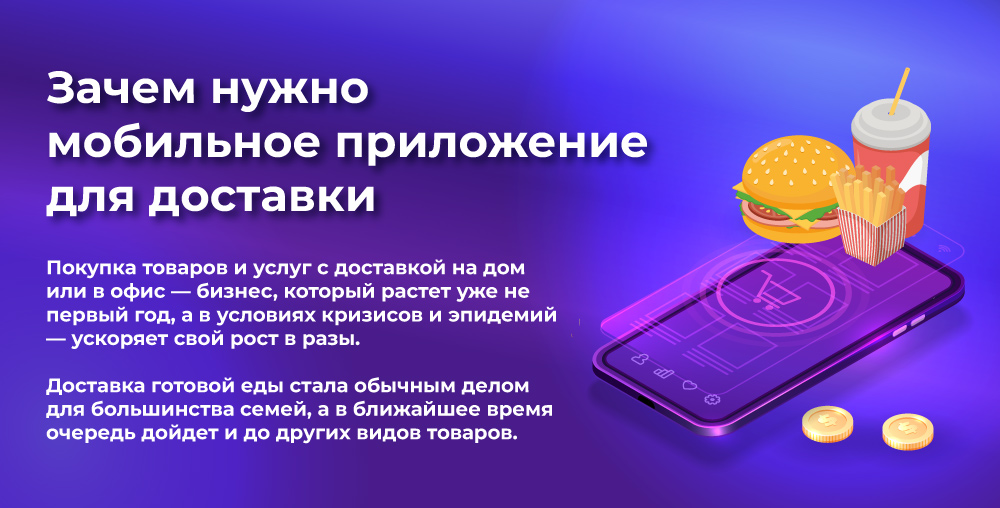 Зачем нужно
мобильное приложение
для доставки
Покупка товаров и услуг с доставкой на дом
или в офис — бизнес, который растет уже не
первый год, а в условиях кризисов и эпидемий
— ускоряет свой рост в разы.
Доставка готовой еды стала обычным делом
для большинства семей, а в ближайшее время
очередь дойдет и до других видов товаров.